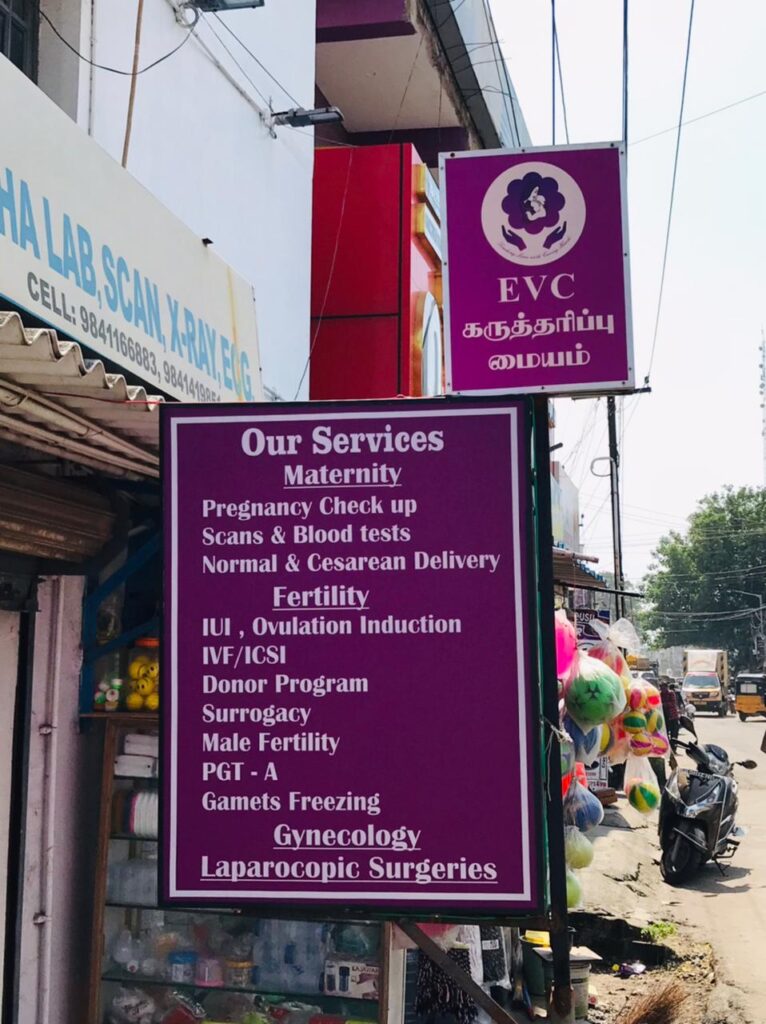 HA LAB, SCAN, X-RAY, ECG
CELL: 9841166883,
EVC
கருத்தரிப்பு
மையம்
Our Services
Maternity
Pregnancy Check up
Scans & Blood tests
Normal & Cesarean Delivery
Fertility
IUI , Ovulation Induction
IVF/ICSI
Donor Program
Surrogacy
Male Fertility
PGT - A
Gamets Freezing
Gynecology
Laparocopic Surgeries